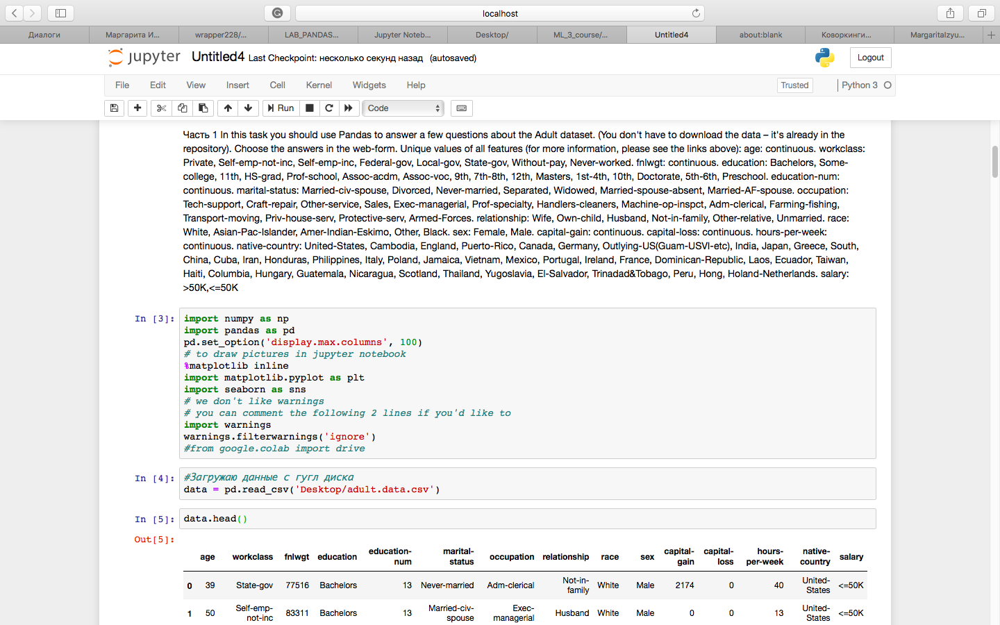 localhost
Диалоги
Маргарита И...
wrapper228/...
LAB_PANDAS...
Jupyter Noteb...
Desktop/
ML_3_course/...
Untitled4
about:blank
Коворкинги...
MargaritaIzyu...
jupyter Untitled4 Last Checkpoint: несколько секунд назад (autosaved)
Logout
File Edit View Insert Cell Kernel Widgets Help
Trusted
Python 3
Run
Code
Часть 1 In this task you should use Pandas to answer a few questions about the Adult dataset. (You don't have to download the data – it's already in the
repository). Choose the answers in the web-form. Unique values of all features (for more information, please see the links above): age: continuous. workclass:
Private, Self-emp-not-inc, Self-emp-inc, Federal-gov, Local-gov, State-gov, Without-pay, Never-worked. fnlwgt: continuous. education: Bachelors, Some-
college, 11th, HS-grad, Prof-school, Assoc-acdm, Assoc-voc, 9th, 7th-8th, 12th, Masters, 1st-4th, 10th, Doctorate, 5th-6th, Preschool. education-num:
continuous. marital-status: Married-civ-spouse, Divorced, Never-married, Separated, Widowed, Married-spouse-absent, Married-AF-spouse. occupation:
Tech-support, Craft-repair, Other-service, Sales, Exec-managerial, Prof-specialty, Handlers-cleaners, Machine-op-inspct, Adm-clerical, Farming-fishing,
Transport-moving, Priv-house-serv, Protective-serv, Armed-Forces. relationship: Wife, Own-child, Husband, Not-in-family, Other-relative, Unmarried. race:
White, Asian-Pac-Islander, Amer-Indian-Eskimo, Other, Black. sex: Female, Male. capital-gain: continuous. capital-loss: continuous. hours-per-week:
continuous. native-country: United-States, Cambodia, England, Puerto-Rico, Canada, Germany, Outlying-US(Guam-USVI-etc), India, Japan, Greece, South,
China, Cuba, Iran, Honduras, Philippines, Italy, Poland, Jamaica, Vietnam, Mexico, Portugal, Ireland, France, Dominican-Republic, Laos, Ecuador, Taiwan,
Haiti, Columbia, Hungary, Guatemala, Nicaragua, Scotland, Thailand, Yugoslavia, El-Salvador, Trinadad&Tobago, Peru, Hong, Holand-Netherlands. salary:
>50K,<=50K
In [3]:
import numpy as np
import pandas as pd
pd.set_option('display.max.columns', 100)
# to draw pictures in jupyter notebook
%matplotlib inline
import matplotlib.pyplot as plt
import seaborn as sns
# we don't like warnings
# you can comment the following 2 lines if you'd like to
import warnings
warnings.filterwarnings('ignore')
#from google.colab import drive
In [4]:
#Загружаю данные с гугл диска
data = pd.read_csv('Desktop/adult.data.csv')
In [5]:
data.head()
Out[5]:
age workclass fnlwgt education education-num marital-status occupation relationship race sex capital-gain capital-loss hours-per-week native-country salary
0 39 State-gov 77516 Bachelors 13 Never-married Adm-clerical Not-in-family White Male 2174 0 40 United-States <=50K
1 50 Self-emp-not-inc 83311 Bachelors 13 Married-civ-spouse Exec-managerial Husband White Male 0 0 13 United-States <=50K